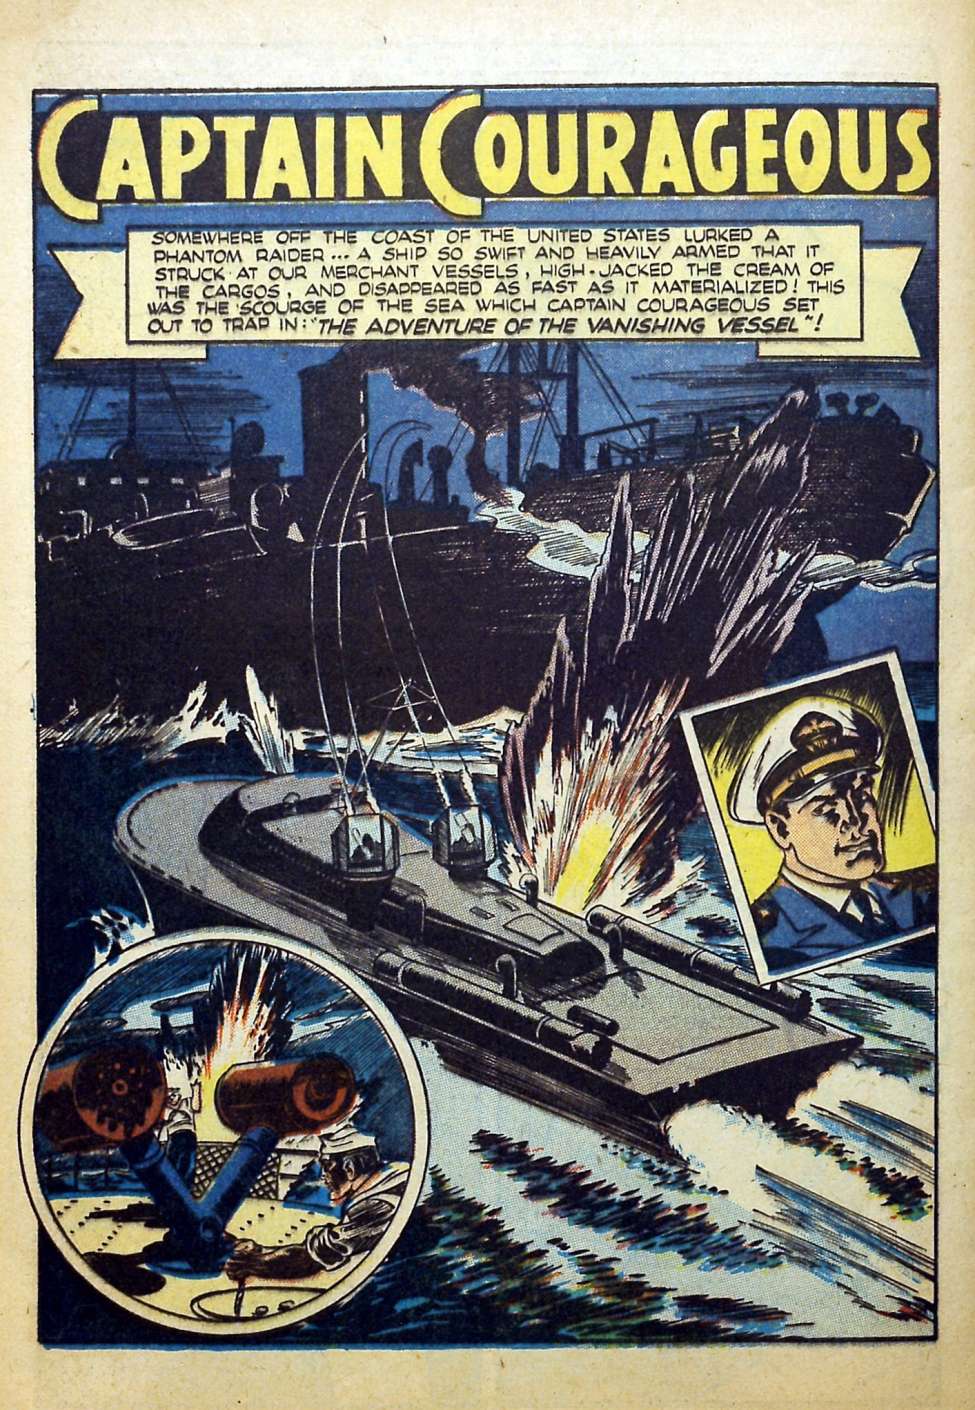 CAPTAIN COURAGEOUS
SOMEWHERE OFF THE COAST OF THE UNITED STATES LURKED A
PHANTOM RAIDER... A SHIP SO SWIFT AND HEAVILY ARMED THAT IT
STRUCK AT OUR MERCHANT VESSELS, HIGH-JACKED THE CREAM OF
THE CARGOS, AND DISAPPEARED AS FAST AS IT MATERIALIZED! THIS
WAS THE SCOURGE OF THE SEA WHICH CAPTAIN COURAGEOUS SET
OUT TO TRAP IN: "THE ADVENTURE OF THE VANISHING VESSEL"!